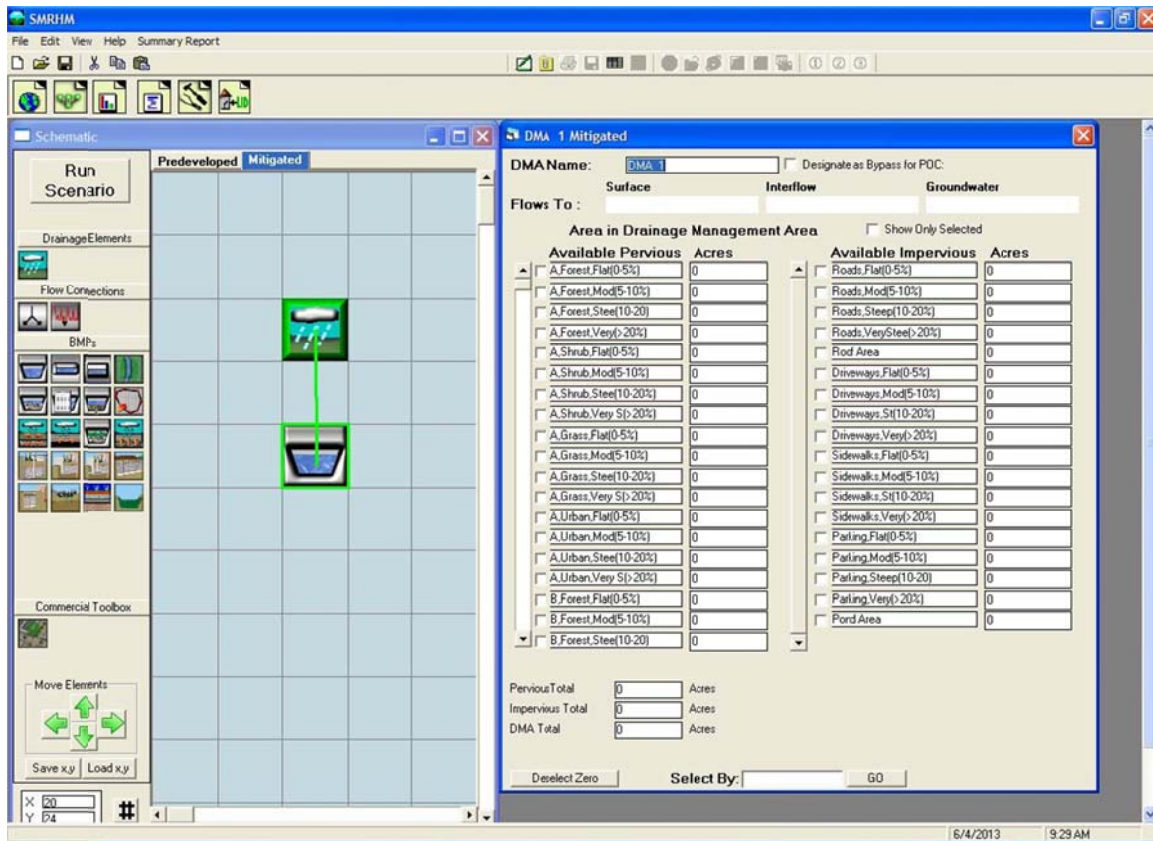 SMRHM
File Edit View Help Summary Report
Schematic
Run
Scenario
Drainage Elements
Flow Connections
BMPs
Commercial Toolbox
Move Elements
Save x,y Load x,y
X 20
Y 24
#
Predeveloped Mitigated
DMA 1 Mitigated
DMA Name: DMA 1 Designate as Bypass for POC:
Surface Interflow Groundwater
Flows To :
Area in Drainage Management Area Show Only Selected
Available Pervious Acres Available Impervious Acres
A,Forest,Flat(0-5%) 0 Roads,Flat(0-5%) 0
A,Forest,Mod(5-10%) 0 Roads,Mod(5-10%) 0
A,Forest,Stee(10-20) 0 Roads,Steep(10-20%) 0
A,Forest,Very(>20%) 0 Roads,VeryStee(>20%) 0
A,Shrub,Flat(0-5%) 0 Rod Area 0
A,Shrub,Mod(5-10%) 0 Driveways,Flat(0-5%) 0
A,Shrub,Stee(10-20%) 0 Driveways,Mod(5-10%) 0
A,Shrub,Very S(>20%) 0 Driveways,St(10-20%) 0
A,Grass,Flat(0-5%) 0 Driveways,Very(>20%) 0
A,Grass,Mod(5-10%) 0 Sidewalks,Flat(0-5%) 0
A,Grass,Stee(10-20%) 0 Sidewalks,Mod(5-10%) 0
A,Grass,Very S(>20%) 0 Sidewalks,St(10-20%) 0
A,Urban,Flat(0-5%) 0 Sidewalks,Very(>20%) 0
A,Urban,Mod(5-10%) 0 Parking,Flat(0-5%) 0
A,Urban,Stee(10-20%) 0 Parking,Mod(5-10%) 0
A,Urban,Very S(>20%) 0 Parking,Steep(10-20) 0
B,Forest,Flat(0-5%) 0 Parking,Very(>20%) 0
B,Forest,Mod(5-10%) 0 Pord Area 0
B,Forest,Stee(10-20) 0
Pervious Total 0 Acres
Impervious Total 0 Acres
DMA Total 0 Acres
Deselect Zero Select By: GO
6/4/2013 9:29 AM